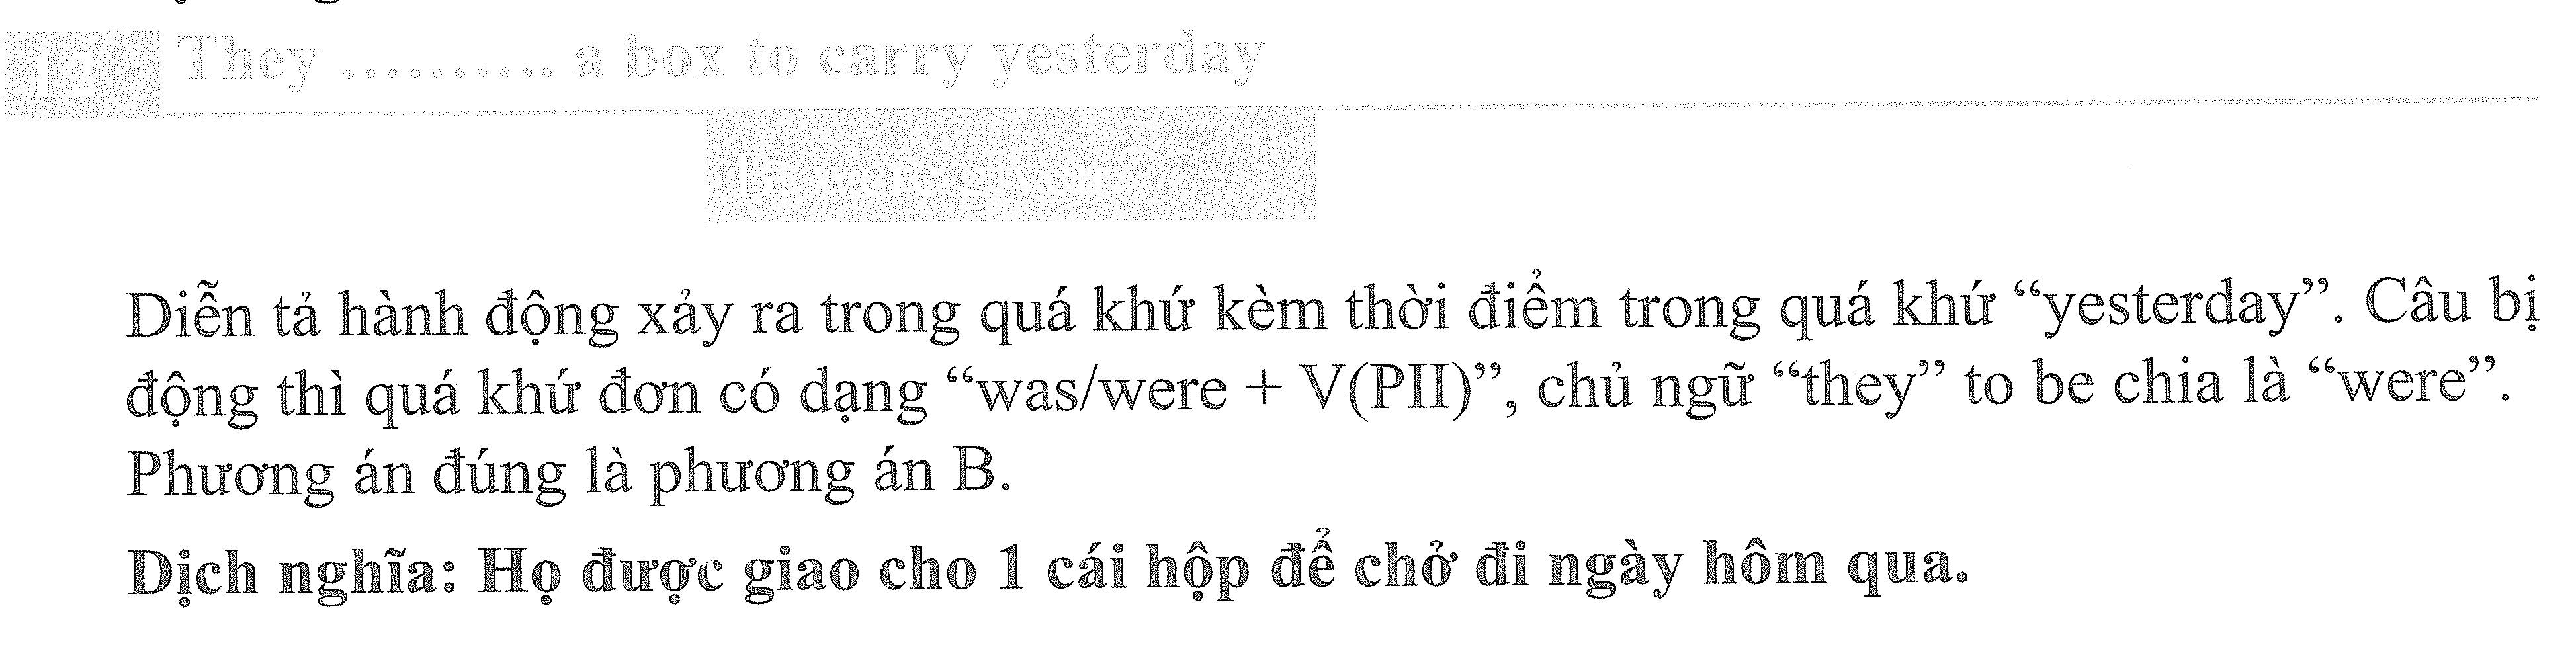 12 They .......... a box to carry yesterday
B. were given
Diễn tả hành động xảy ra trong quá khứ kèm thời điểm trong quá khứ “yesterday”. Câu bị
động thì quá khứ đơn có dạng “was/were + V(PII)”, chủ ngữ “they” to be chia là “were”.
Phương án đúng là phương án B.
Dịch nghĩa: Họ được giao cho 1 cái hộp để chở đi ngày hôm qua.